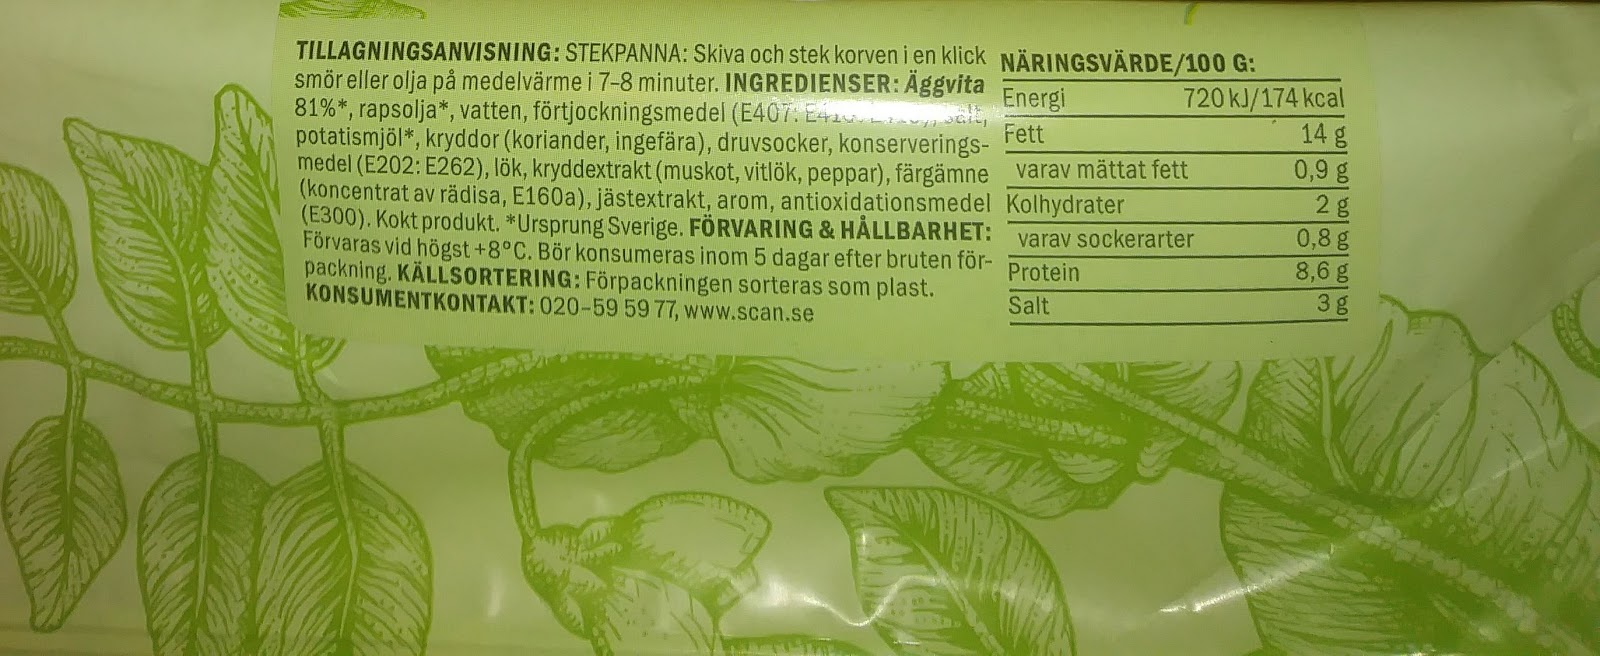 TILLAGNINGSANVISNING: STEKPANNA: Skiva och stek korven i en klick
smör eller olja på medelvärme i 7–8 minuter. INGREDIENSER: Äggvita
81%*, rapsolja*, vatten, förtjockningsmedel (E407: salt,
potatismjöl*, kryddor (koriander, ingefära), druvsocker, konserverings-
medel (E202: E262), lök, kryddextrakt (muskot, vitlök, peppar), färgämne
(koncentrat av rädisa, E160a), jästextrakt, arom, antioxidationsmedel
(E300). Kokt produkt. *Ursprung Sverige. FÖRVARING & HÅLLBARHET:
Förvaras vid högst +8°C. Bör konsumeras inom 5 dagar efter bruten för-
packning. KÄLLSORTERING: Förpackningen sorteras som plast.
KONSUMENTKONTAKT: 020-59 59 77, www.scan.se
NÄRINGSVÄRDE/100 G:
Energi 720 kJ/174 kcal
Fett 14 g
varav mättat fett 0,9 g
Kolhydrater 2 g
varav sockerarter 0,8 g
Protein 8,6 g
Salt 3 g